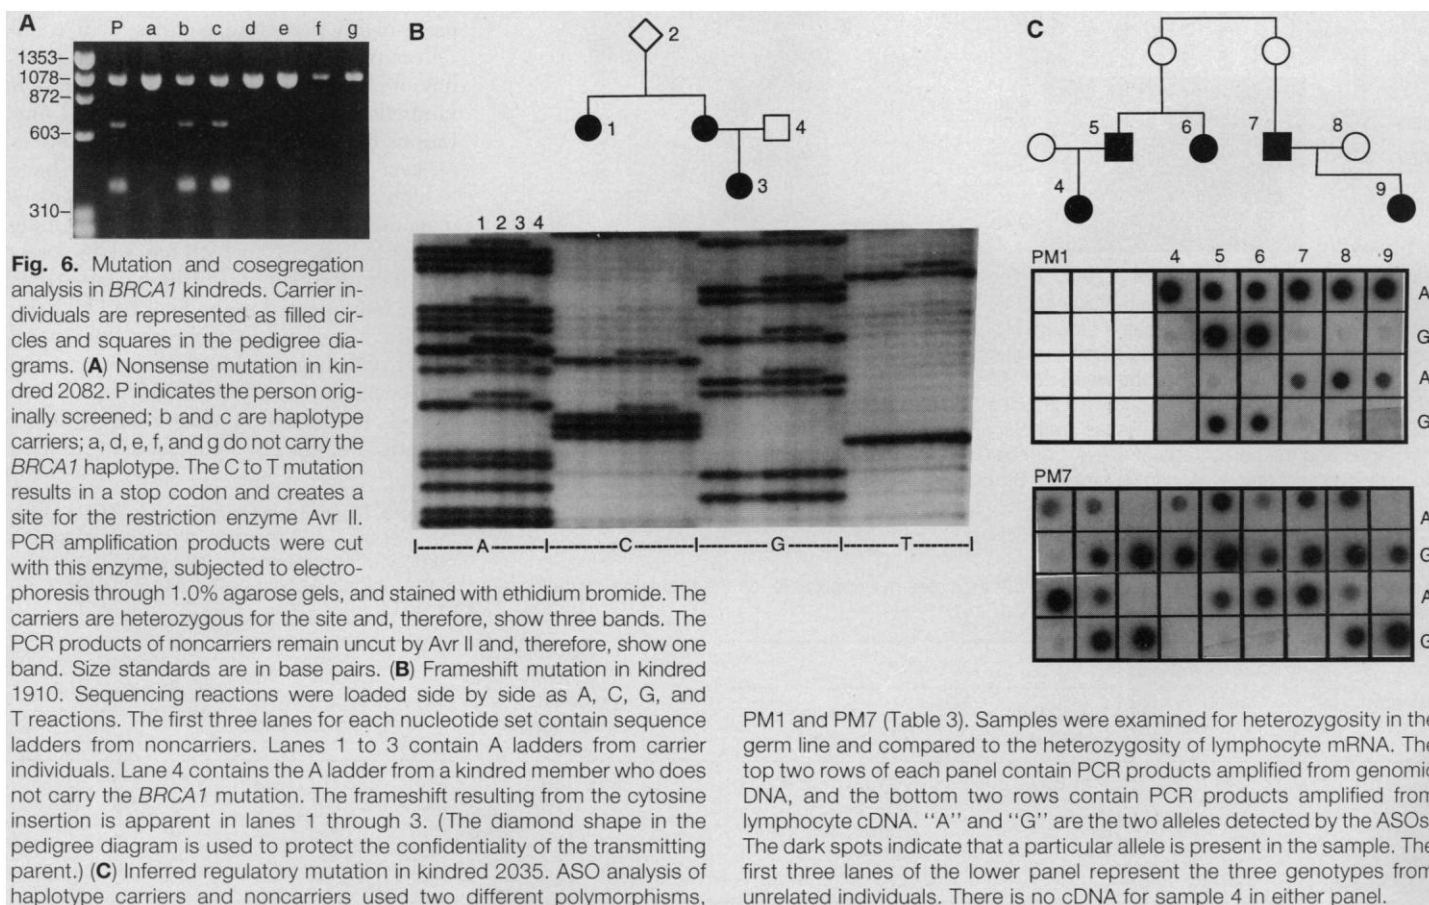 A
P a b c d e f g
1353–
1078–
872–
603–
310–
B
2
1
4
3
1 2 3 4
A
C
G
T
C
5
6
7
8
4
9
PM1
4 5 6 7 8 9
A
G
A
G
PM7
A
G
A
G
Fig. 6. Mutation and cosegregation
analysis in BRCA1 kindreds. Carrier in-
dividuals are represented as filled cir-
cles and squares in the pedigree dia-
grams. (A) Nonsense mutation in kin-
dred 2082. P indicates the person orig-
inally screened; b and c are haplotype
carriers; a, d, e, f, and g do not carry the
BRCA1 haplotype. The C to T mutation
results in a stop codon and creates a
site for the restriction enzyme Avr II.
PCR amplification products were cut
with this enzyme, subjected to electro-
phoresis through 1.0% agarose gels, and stained with ethidium bromide. The
carriers are heterozygous for the site and, therefore, show three bands. The
PCR products of noncarriers remain uncut by Avr II and, therefore, show one
band. Size standards are in base pairs. (B) Frameshift mutation in kindred
1910. Sequencing reactions were loaded side by side as A, C, G, and
T reactions. The first three lanes for each nucleotide set contain sequence
ladders from noncarriers. Lanes 1 to 3 contain A ladders from carrier
individuals. Lane 4 contains the A ladder from a kindred member who does
not carry the BRCA1 mutation. The frameshift resulting from the cytosine
insertion is apparent in lanes 1 through 3. (The diamond shape in the
pedigree diagram is used to protect the confidentiality of the transmitting
parent.) (C) Inferred regulatory mutation in kindred 2035. ASO analysis of
haplotype carriers and noncarriers used two different polymorphisms,
PM1 and PM7 (Table 3). Samples were examined for heterozygosity in the
germ line and compared to the heterozygosity of lymphocyte mRNA. The
top two rows of each panel contain PCR products amplified from genomic
DNA, and the bottom two rows contain PCR products amplified from
lymphocyte cDNA. "A" and "G" are the two alleles detected by the ASOs
The dark spots indicate that a particular allele is present in the sample. The
first three lanes of the lower panel represent the three genotypes from
unrelated individuals. There is no cDNA for sample 4 in either panel.